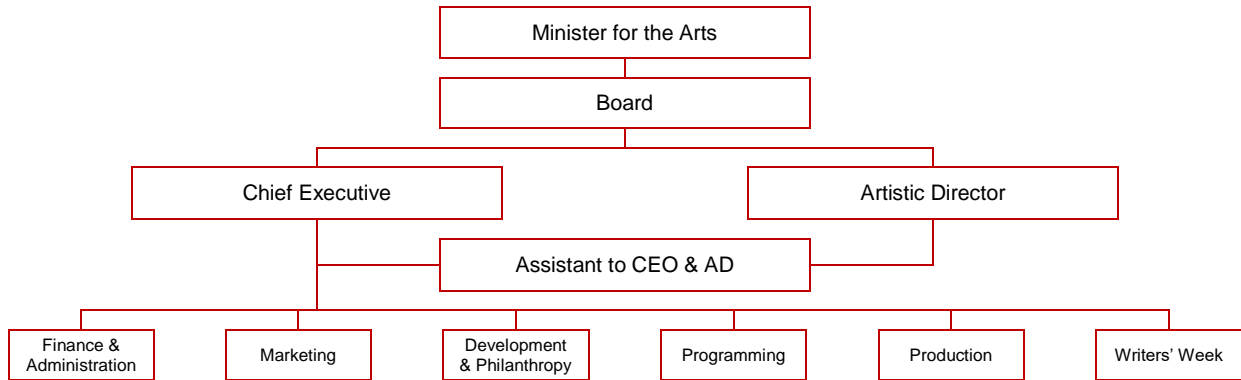 Minister for the Arts
Board
Chief Executive
Artistic Director
Assistant to CEO & AD
Finance &
Administration
Marketing
Development
& Philanthropy
Programming
Production
Writers’ Week